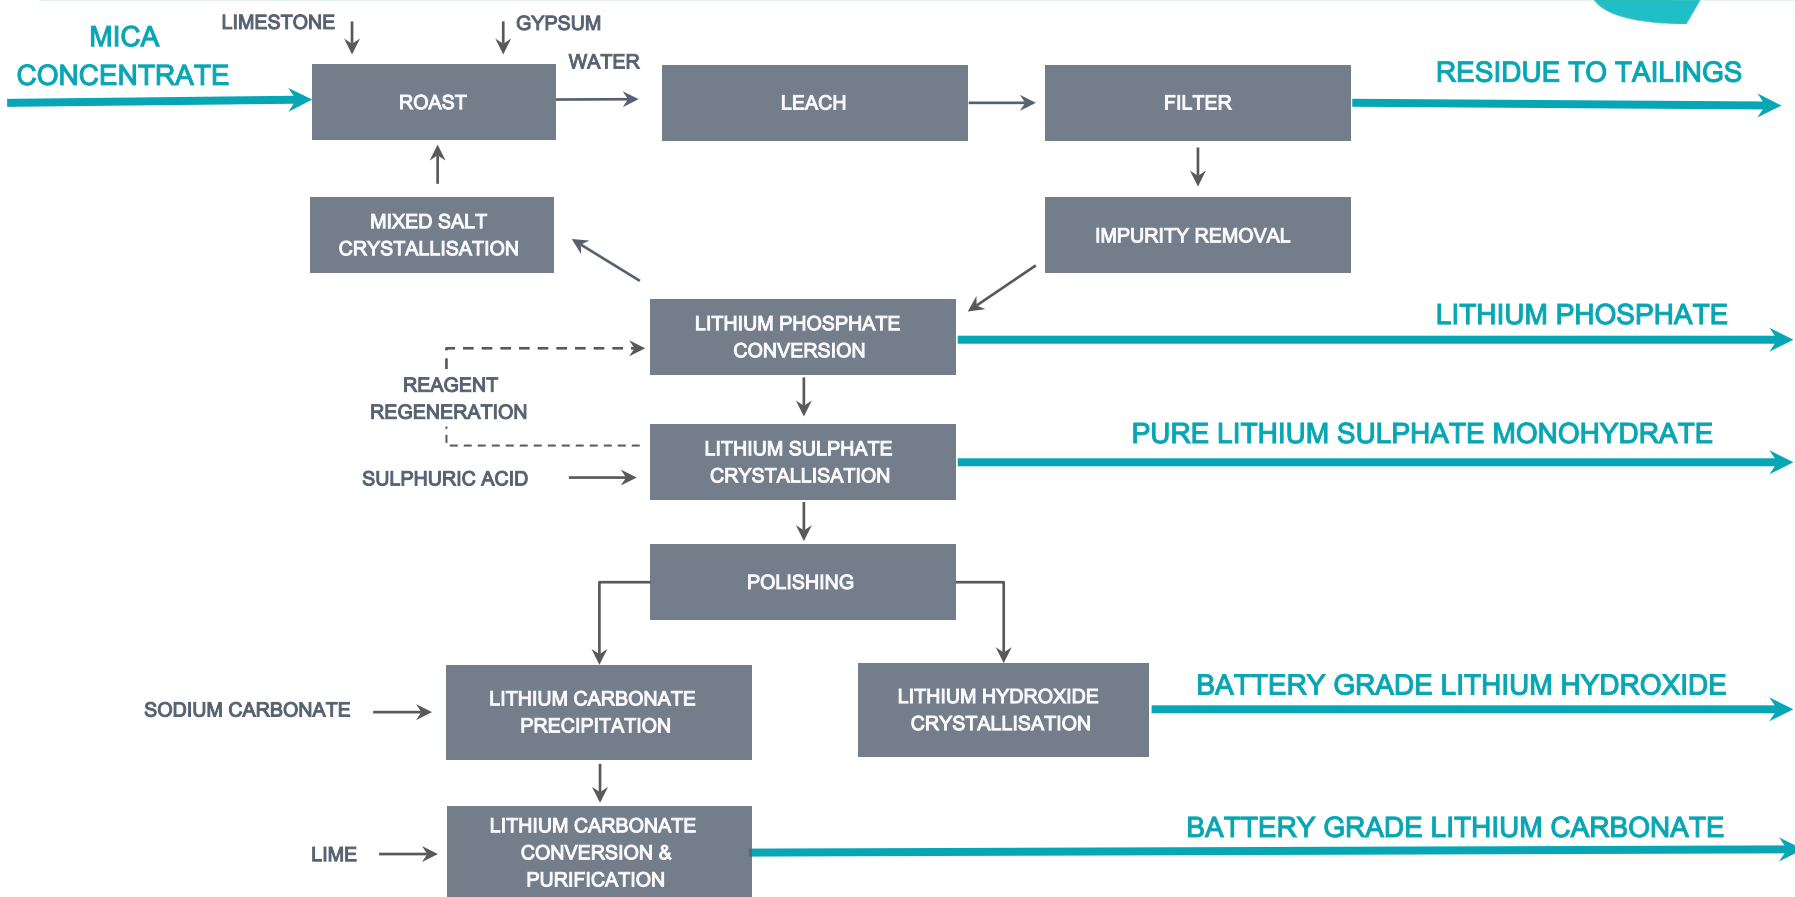 LIMESTONE
GYPSUM
MICA
CONCENTRATE
WATER
RESIDUE TO TAILINGS
ROAST
LEACH
FILTER
MIXED SALT
CRYSTALLISATION
IMPURITY REMOVAL
LITHIUM PHOSPHATE
CONVERSION
LITHIUM PHOSPHATE
REAGENT
REGENERATION
LITHIUM SULPHATE
CRYSTALLISATION
PURE LITHIUM SULPHATE MONOHYDRATE
SULPHURIC ACID
POLISHING
SODIUM CARBONATE
LITHIUM CARBONATE
PRECIPITATION
LITHIUM HYDROXIDE
CRYSTALLISATION
BATTERY GRADE LITHIUM HYDROXIDE
LIME
LITHIUM CARBONATE
CONVERSION &
PURIFICATION
BATTERY GRADE LITHIUM CARBONATE